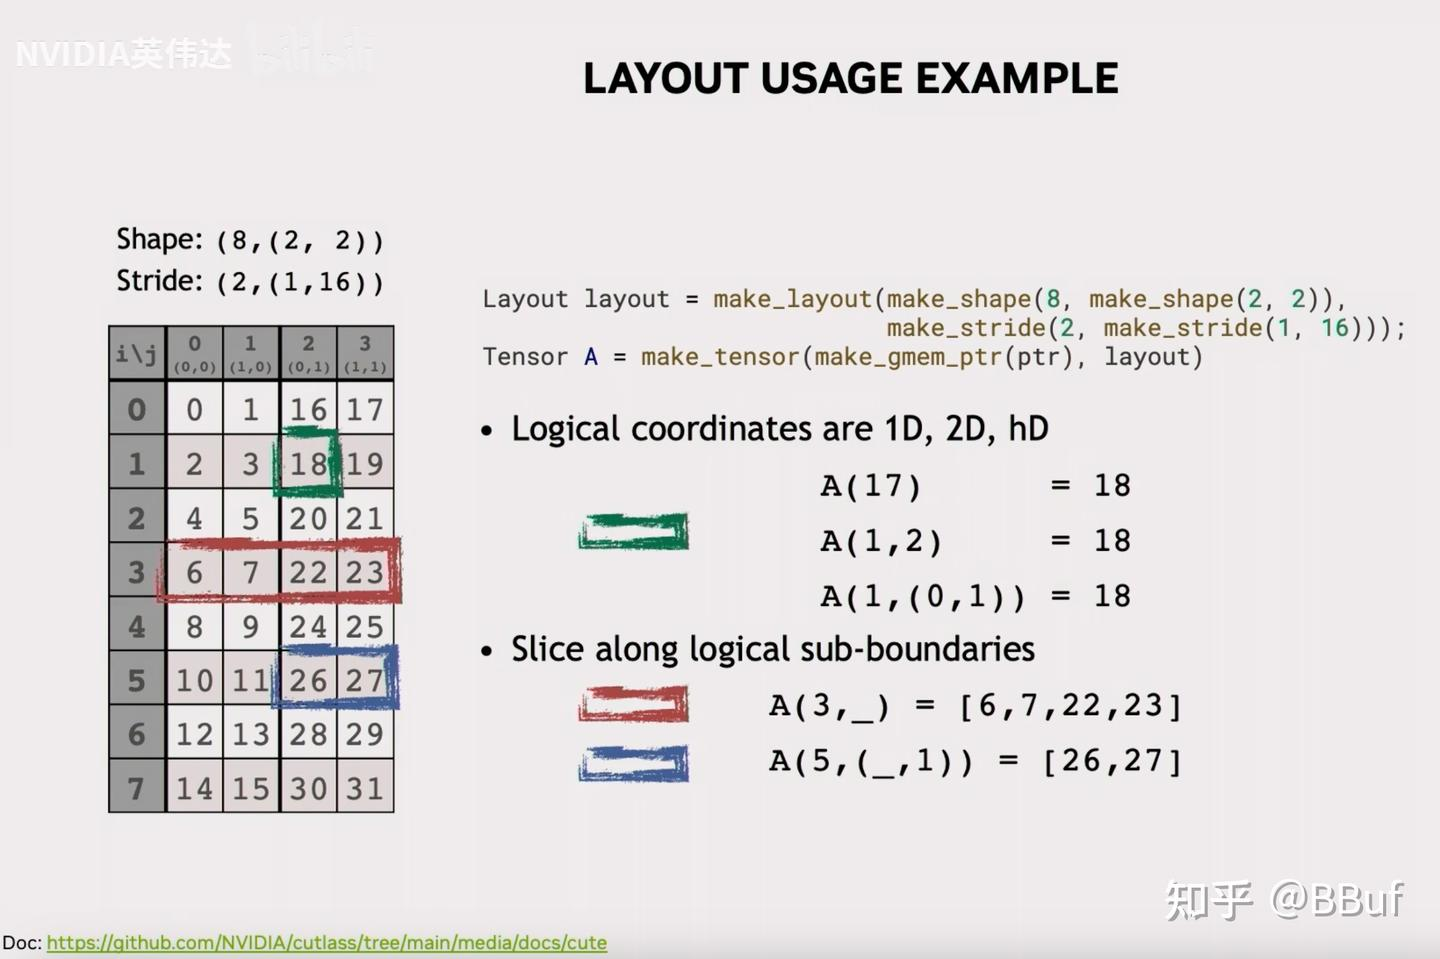 NVIDIA英伟达 bilibili
LAYOUT USAGE EXAMPLE
Shape: (8,(2, 2))
Stride: (2,(1,16))
i\j 0 1 2 3
(0,0) (1,0) (0,1) (1,1)
0 0 1 16 17
1 2 3 18 19
2 4 5 20 21
3 6 7 22 23
4 8 9 24 25
5 10 11 26 27
6 12 13 28 29
7 14 15 30 31
Layout layout = make_layout(make_shape(8, make_shape(2, 2)),
make_stride(2, make_stride(1, 16)));
Tensor A = make_tensor(make_gmem_ptr(ptr), layout)
• Logical coordinates are 1D, 2D, hD
A(17) = 18
A(1,2) = 18
A(1,(0,1)) = 18
• Slice along logical sub-boundaries
A(3,_) = [6,7,22,23]
A(5,(_,1)) = [26,27]
知乎 @BBuf
Doc: https://github.com/NVIDIA/cutlass/tree/main/media/docs/cute